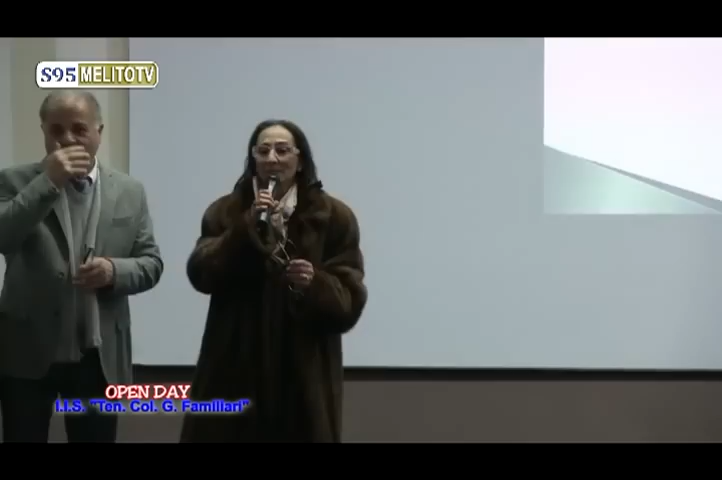 S95 MELITOTV
OPEN DAY
I.I.S. "Ten. Col. G. Familiari"